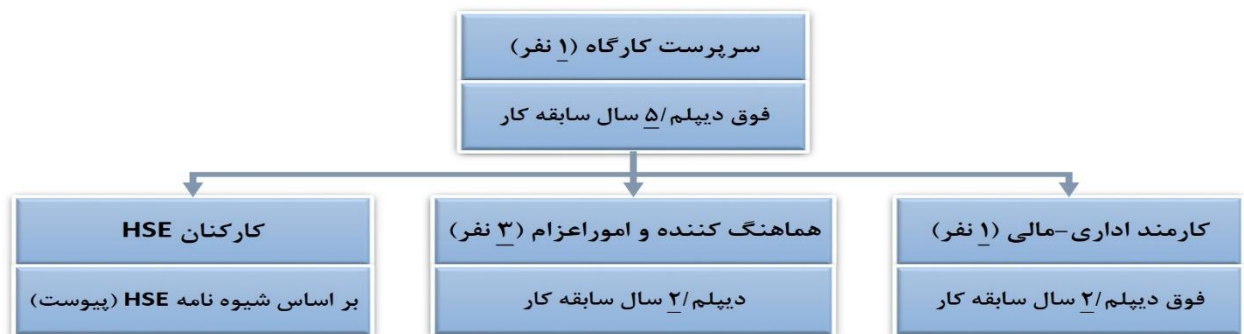 سرپرست کارگاه (۱ نفر)
فوق دیپلم/۵ سال سابقه کار
کارمند اداری-مالی (۱ نفر)
فوق دیپلم/۲ سال سابقه کار
هماهنگ کننده و اموراعزام (۳ نفر)
دیپلم/۲ سال سابقه کار
کارکنان HSE
بر اساس شیوه نامه HSE (پیوست)